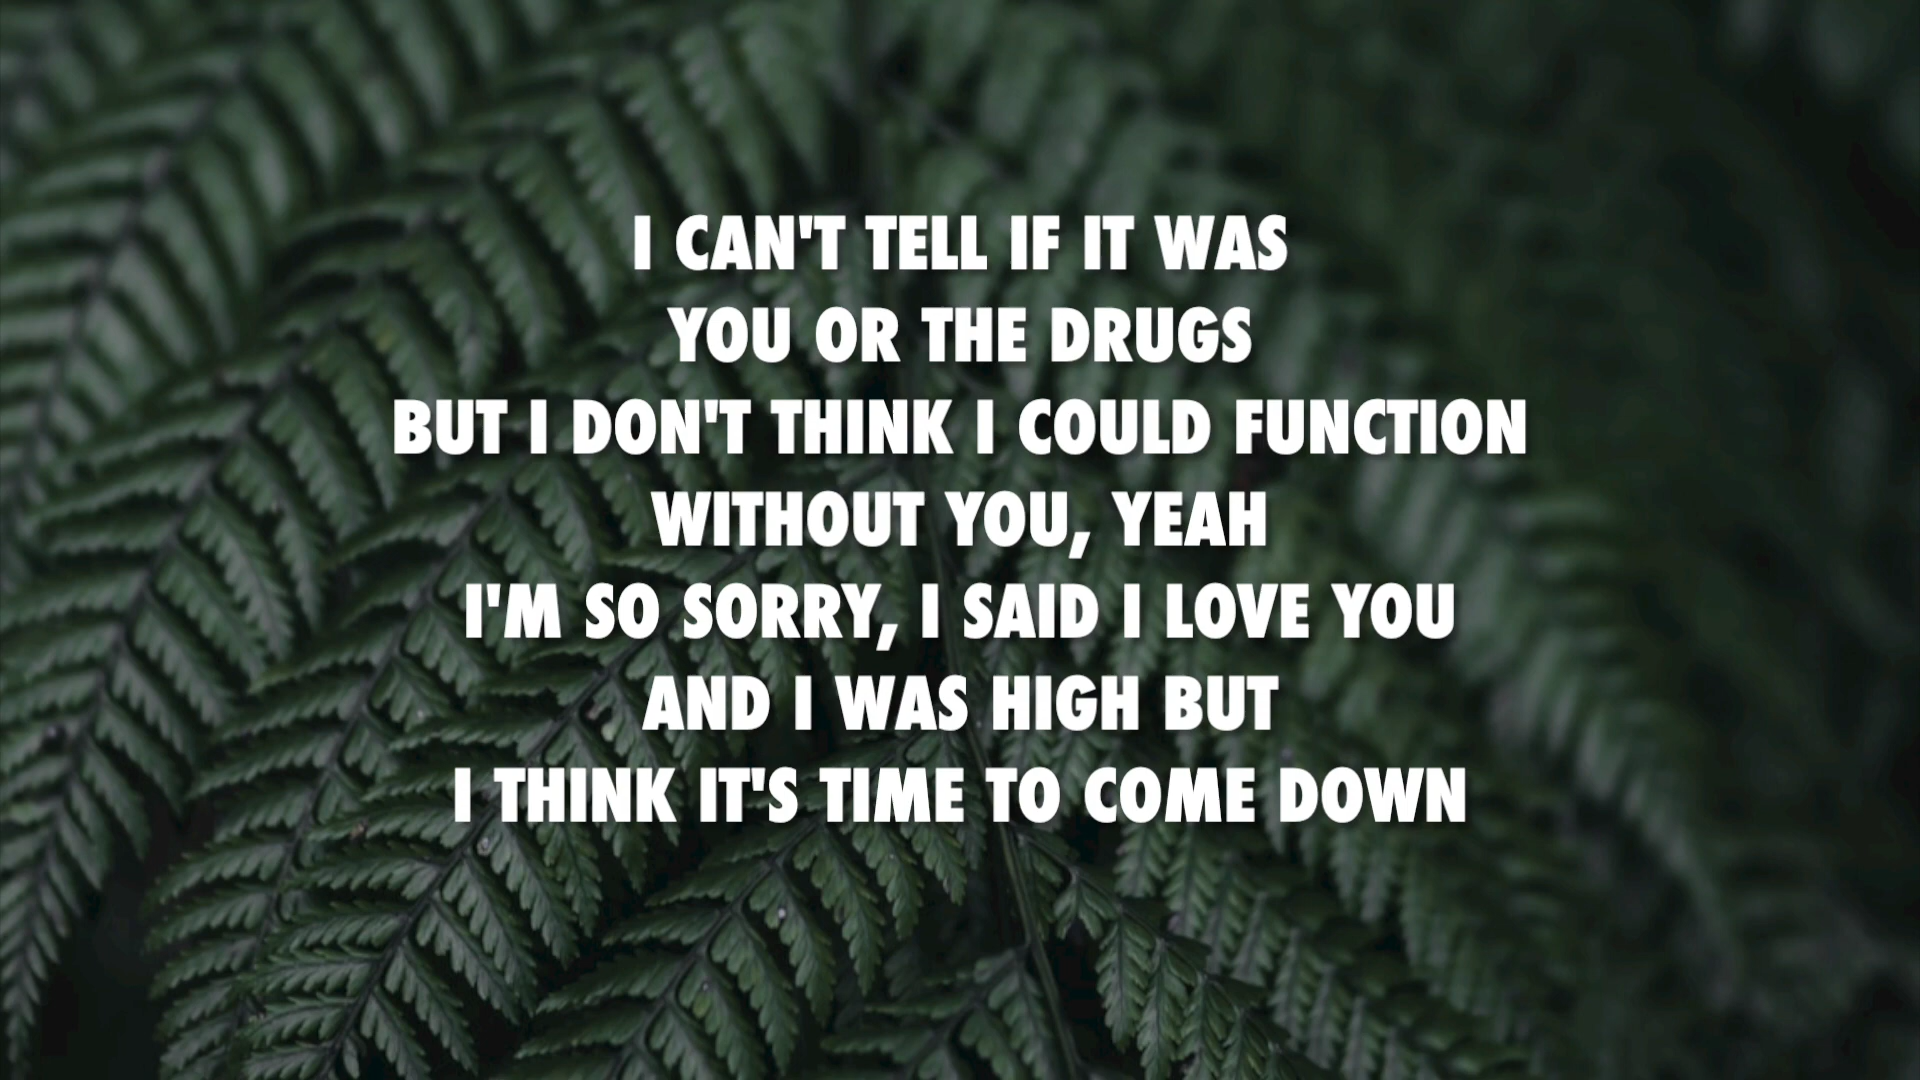 I CAN'T TELL IF IT WAS
YOU OR THE DRUGS
BUT I DON'T THINK I COULD FUNCTION
WITHOUT YOU, YEAH
I'M SO SORRY, I SAID I LOVE YOU
AND I WAS HIGH BUT
I THINK IT'S TIME TO COME DOWN